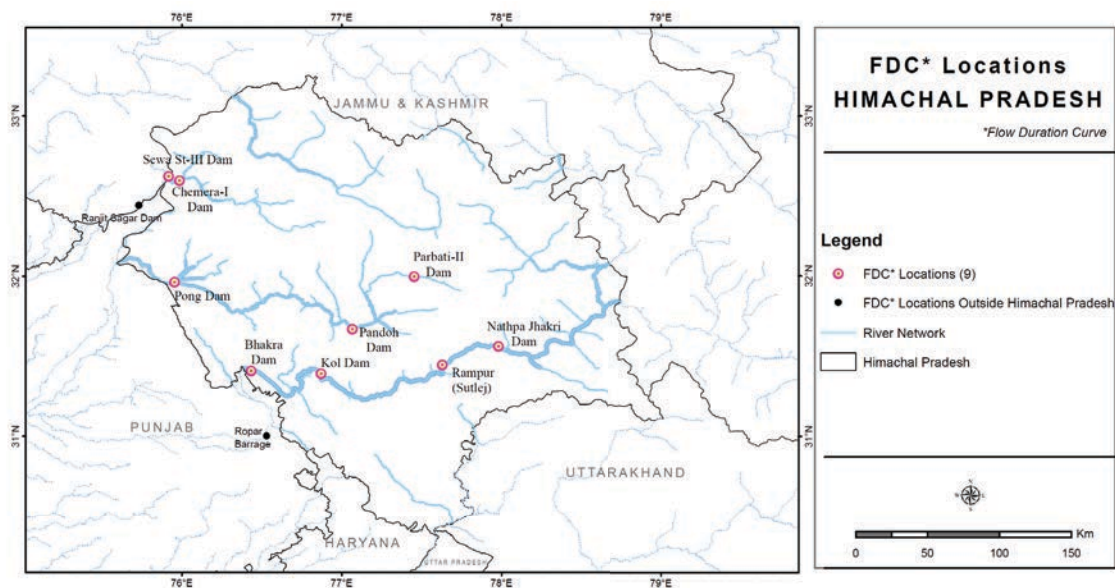 76°E
77°E
78°E
79°E
33°N
32°N
31°N
33°N
32°N
31°N
JAMMU & KASHMIR
Sewa St-III Dam
Chemera-I
Dam
Ranjit Sagar Dam
Parbati-II
Dam
Pong Dam
Pandoh
Dam
Nathpa Jhakri
Dam
Bhakra
Dam
Kol Dam
Rampur
(Sutlej)
PUNJAB
Ropar
Barrage
UTTARAKHAND
HARYANA
UTTAR PRADESH
76°E
77°E
78°E
79°E
FDC* Locations
HIMACHAL PRADESH
*Flow Duration Curve
Legend
FDC* Locations (9)
FDC* Locations Outside Himachal Pradesh
River Network
Himachal Pradesh
N
W
E
S
Km
0
50
100
150